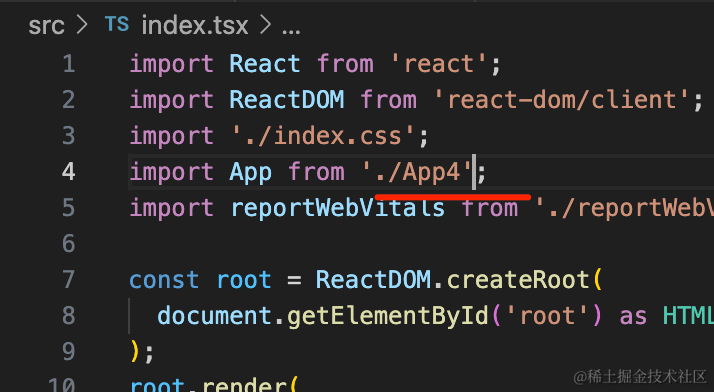 src > TS index.tsx > ...
1 import React from 'react';
2 import ReactDOM from 'react-dom/client';
3 import './index.css';
4 import App from './App4';
5 import reportWebVitals from './reportWebV
6
7 const root = ReactDOM.createRoot(
8 document.getElementById('root') as HTML
9 );
10 root.render(
@稀土掘金技术社区